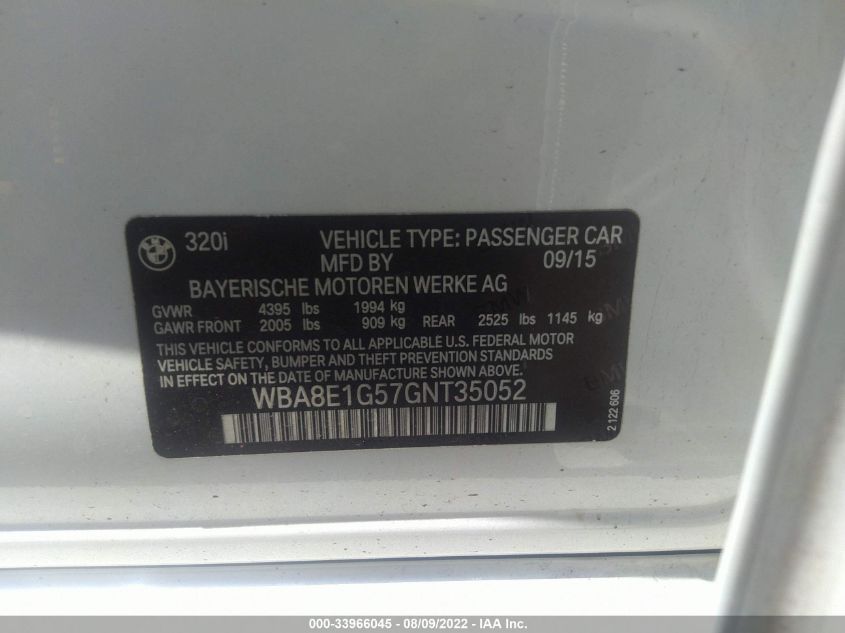 BMW 320i VEHICLE TYPE: PASSENGER CAR
MFD BY 09/15
BAYERISCHE MOTOREN WERKE AG
GVWR 4395 lbs 1994 kg
GAWR FRONT 2005 lbs 909 kg REAR 2525 lbs 1145 kg
THIS VEHICLE CONFORMS TO ALL APPLICABLE U.S. FEDERAL MOTOR
VEHICLE SAFETY, BUMPER AND THEFT PREVENTION STANDARDS
IN EFFECT ON THE DATE OF MANUFACTURE SHOWN ABOVE.
WBA8E1G57GNT35052
2 122 606
000-33966045 - 08/09/2022 - IAA Inc.